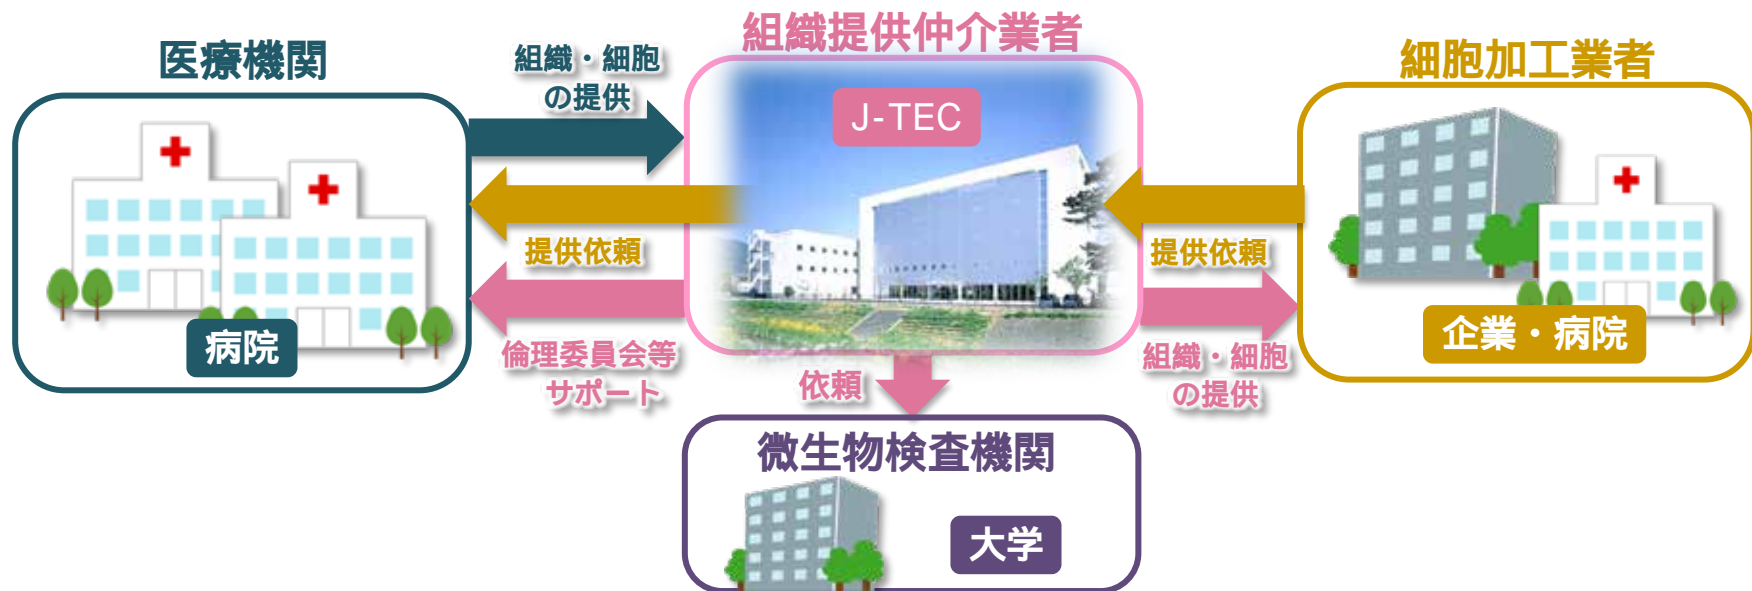 医療機関
病院
組織・細胞
の提供
提供依頼
倫理委員会等
サポート
組織提供仲介業者
J-TEC
依頼
微生物検査機関
大学
提供依頼
組織・細胞
の提供
細胞加工業者
企業・病院